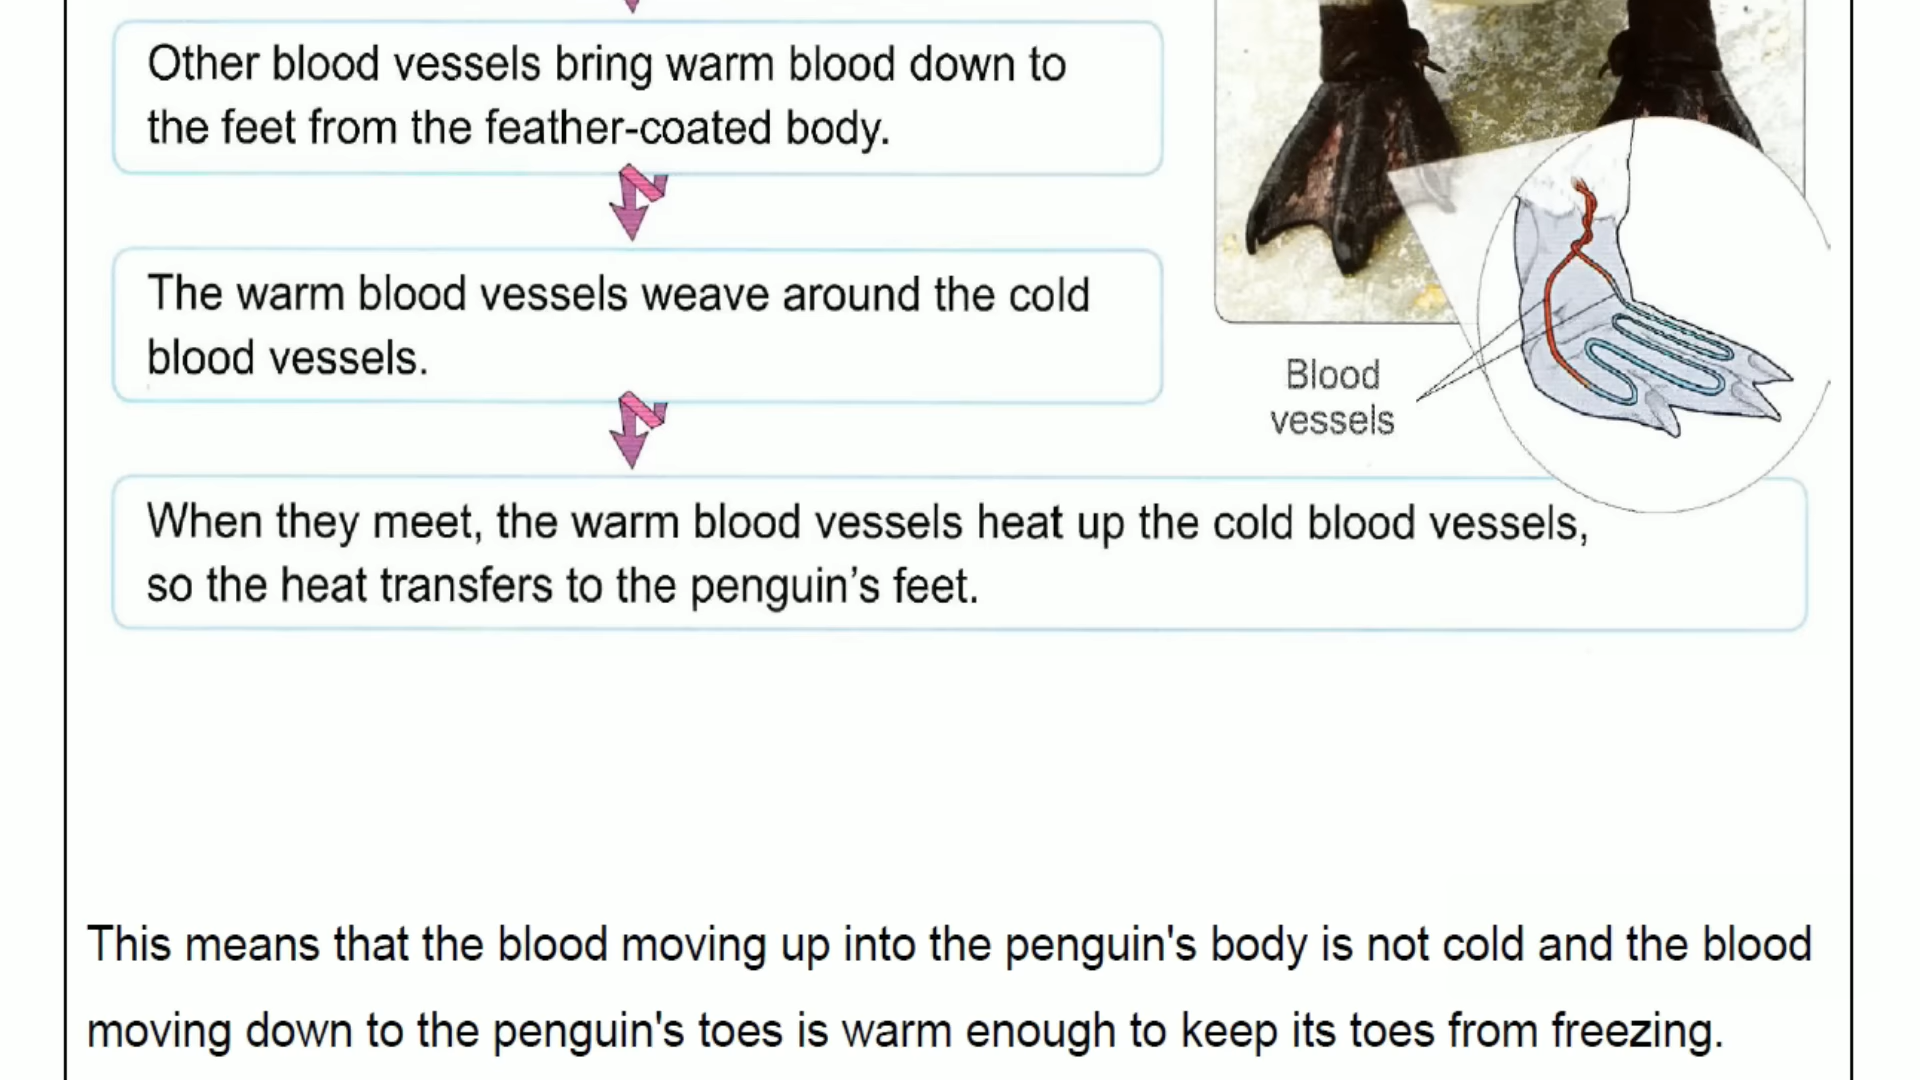 Other blood vessels bring warm blood down to
the feet from the feather-coated body.
The warm blood vessels weave around the cold
blood vessels.
Blood
vessels
When they meet, the warm blood vessels heat up the cold blood vessels,
so the heat transfers to the penguin's feet.
This means that the blood moving up into the penguin's body is not cold and the blood
moving down to the penguin's toes is warm enough to keep its toes from freezing.